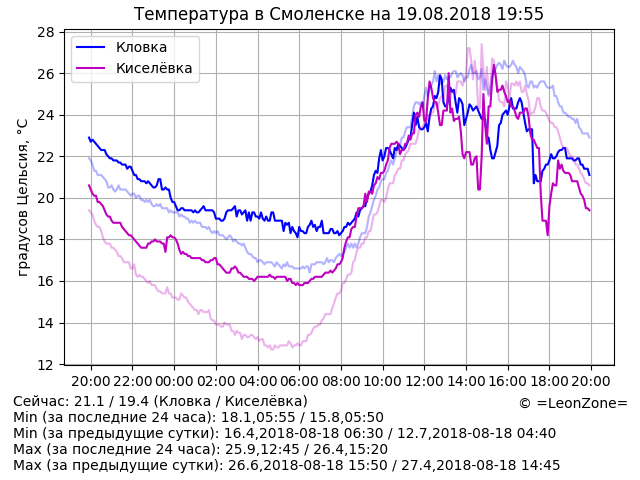 Температура в Смоленске на 19.08.2018 19:55
Кловка
Киселёвка
градусов Цельсия, °C
28
26
24
22
20
18
16
14
12
20:00 22:00 00:00 02:00 04:00 06:00 08:00 10:00 12:00 14:00 16:00 18:00 20:00
Сейчас: 21.1 / 19.4 (Кловка / Киселёвка)
© =LeonZone=
Min (за последние 24 часа): 18.1,05:55 / 15.8,05:50
Min (за предыдущие сутки): 16.4,2018-08-18 06:30 / 12.7,2018-08-18 04:40
Max (за последние 24 часа): 25.9,12:45 / 26.4,15:20
Max (за предыдущие сутки): 26.6,2018-08-18 15:50 / 27.4,2018-08-18 14:45